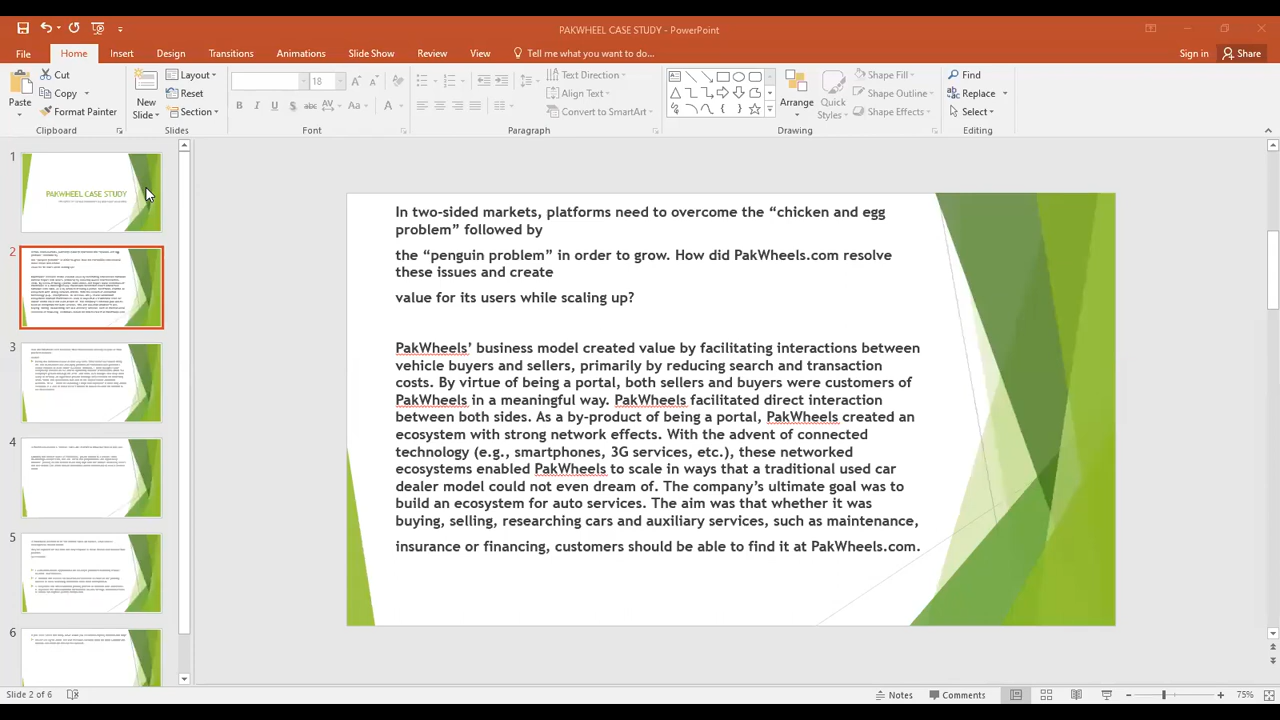 PAKWHEEL CASE STUDY - PowerPoint
File Home Insert Design Transitions Animations Slide Show Review View Tell me what you want to do... Sign in Share
Paste
Cut
Copy
Format Painter
Clipboard
New Slide
Layout
Reset
Section
Slides
18
Font
Text Direction
Align Text
Convert to SmartArt
Paragraph
Arrange
Quick Styles
Shape Fill
Shape Outline
Shape Effects
Drawing
Find
Replace
Select
Editing
1
PAKWHEEL CASE STUDY
2
3
4
5
6
In two-sided markets, platforms need to overcome the “chicken and egg
problem” followed by
the “penguin problem” in order to grow. How did PakWheels.com resolve
these issues and create
value for its users while scaling up?
PakWheels’ business model created value by facilitating interactions between
vehicle buyers and sellers, primarily by reducing search and transaction
costs. By virtue of being a portal, both sellers and buyers were customers of
PakWheels in a meaningful way. PakWheels facilitated direct interaction
between both sides. As a by-product of being a portal, PakWheels created an
ecosystem with strong network effects. With the advent of connected
technology (e.g., smartphones, 3G services, etc.), these networked
ecosystems enabled PakWheels to scale in ways that a traditional used car
dealer model could not even dream of. The company’s ultimate goal was to
build an ecosystem for auto services. The aim was that whether it was
buying, selling, researching cars and auxiliary services, such as maintenance,
insurance or financing, customers should be able to find it at PakWheels.com.
Slide 2 of 6
Notes Comments 75%